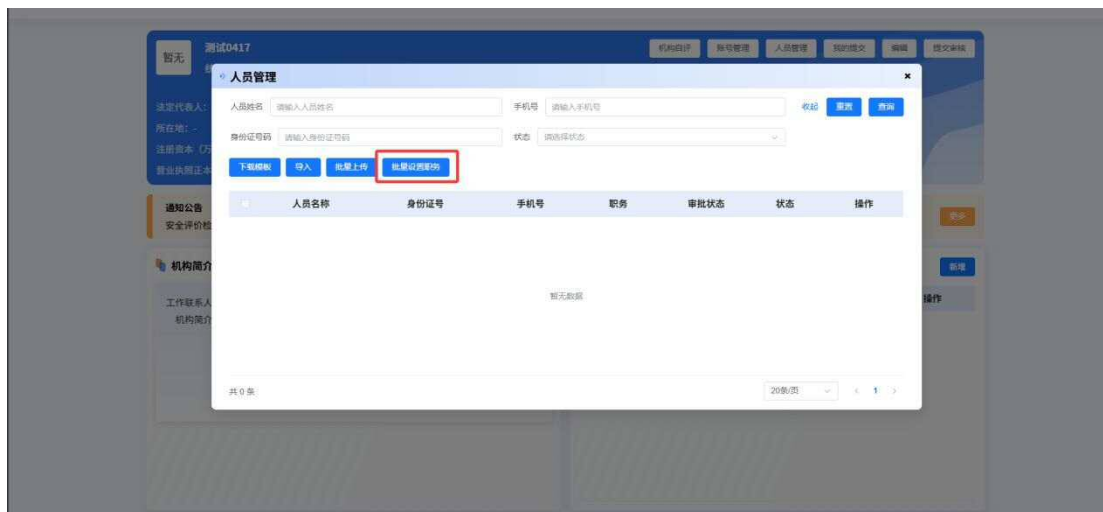 暂无 测试0417 机构自评 账号管理 人员管理 我的提交 编辑 提交审核
人员管理 ×
法定代表人: 人员姓名 请输入人员姓名 手机号 请输入手机号 收起 重置 查询
所在地: -
身份证号码 请输入身份证号码 状态 请选择状态
注册资本（万
营业执照正本 下载模板 导入 批量上传 批量设置职务
通知公告 人员名称 身份证号 手机号 职务 审批状态 状态 操作
安全评价检 更多
机构简介 新增
工作联系人 暂无数据 操作
机构简介
共 0 条 20条/页 < 1 >